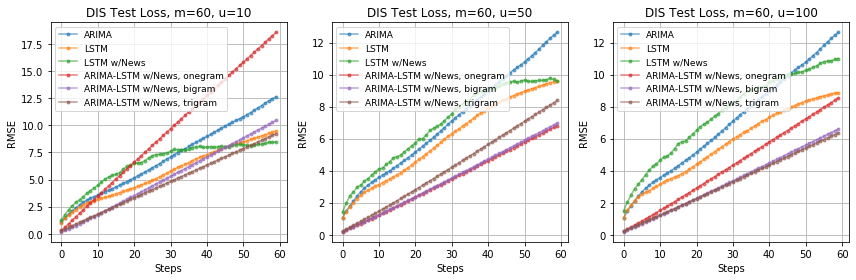 DIS Test Loss, m=60, u=10
RMSE
17.5
15.0
12.5
10.0
7.5
5.0
2.5
0.0
ARIMA
LSTM
LSTM w/News
ARIMA-LSTM w/News, onegram
ARIMA-LSTM w/News, bigram
ARIMA-LSTM w/News, trigram
0 10 20 30 40 50 60
Steps
DIS Test Loss, m=60, u=50
RMSE
12
10
8
6
4
2
0
ARIMA
LSTM
LSTM w/News
ARIMA-LSTM w/News, onegram
ARIMA-LSTM w/News, bigram
ARIMA-LSTM w/News, trigram
0 10 20 30 40 50 60
Steps
DIS Test Loss, m=60, u=100
RMSE
12
10
8
6
4
2
0
ARIMA
LSTM
LSTM w/News
ARIMA-LSTM w/News, onegram
ARIMA-LSTM w/News, bigram
ARIMA-LSTM w/News, trigram
0 10 20 30 40 50 60
Steps